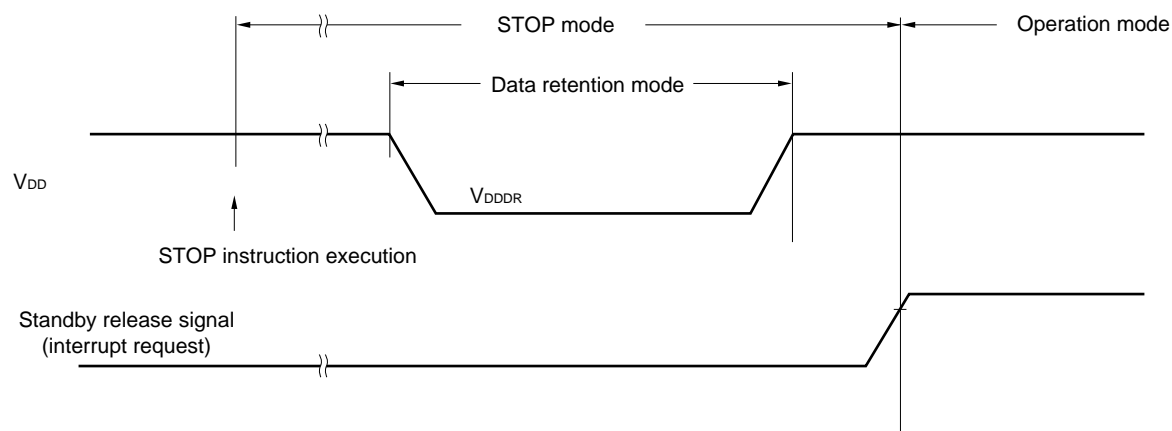 STOP mode
Operation mode
Data retention mode
VDD
VDDDR
STOP instruction execution
Standby release signal
(interrupt request)